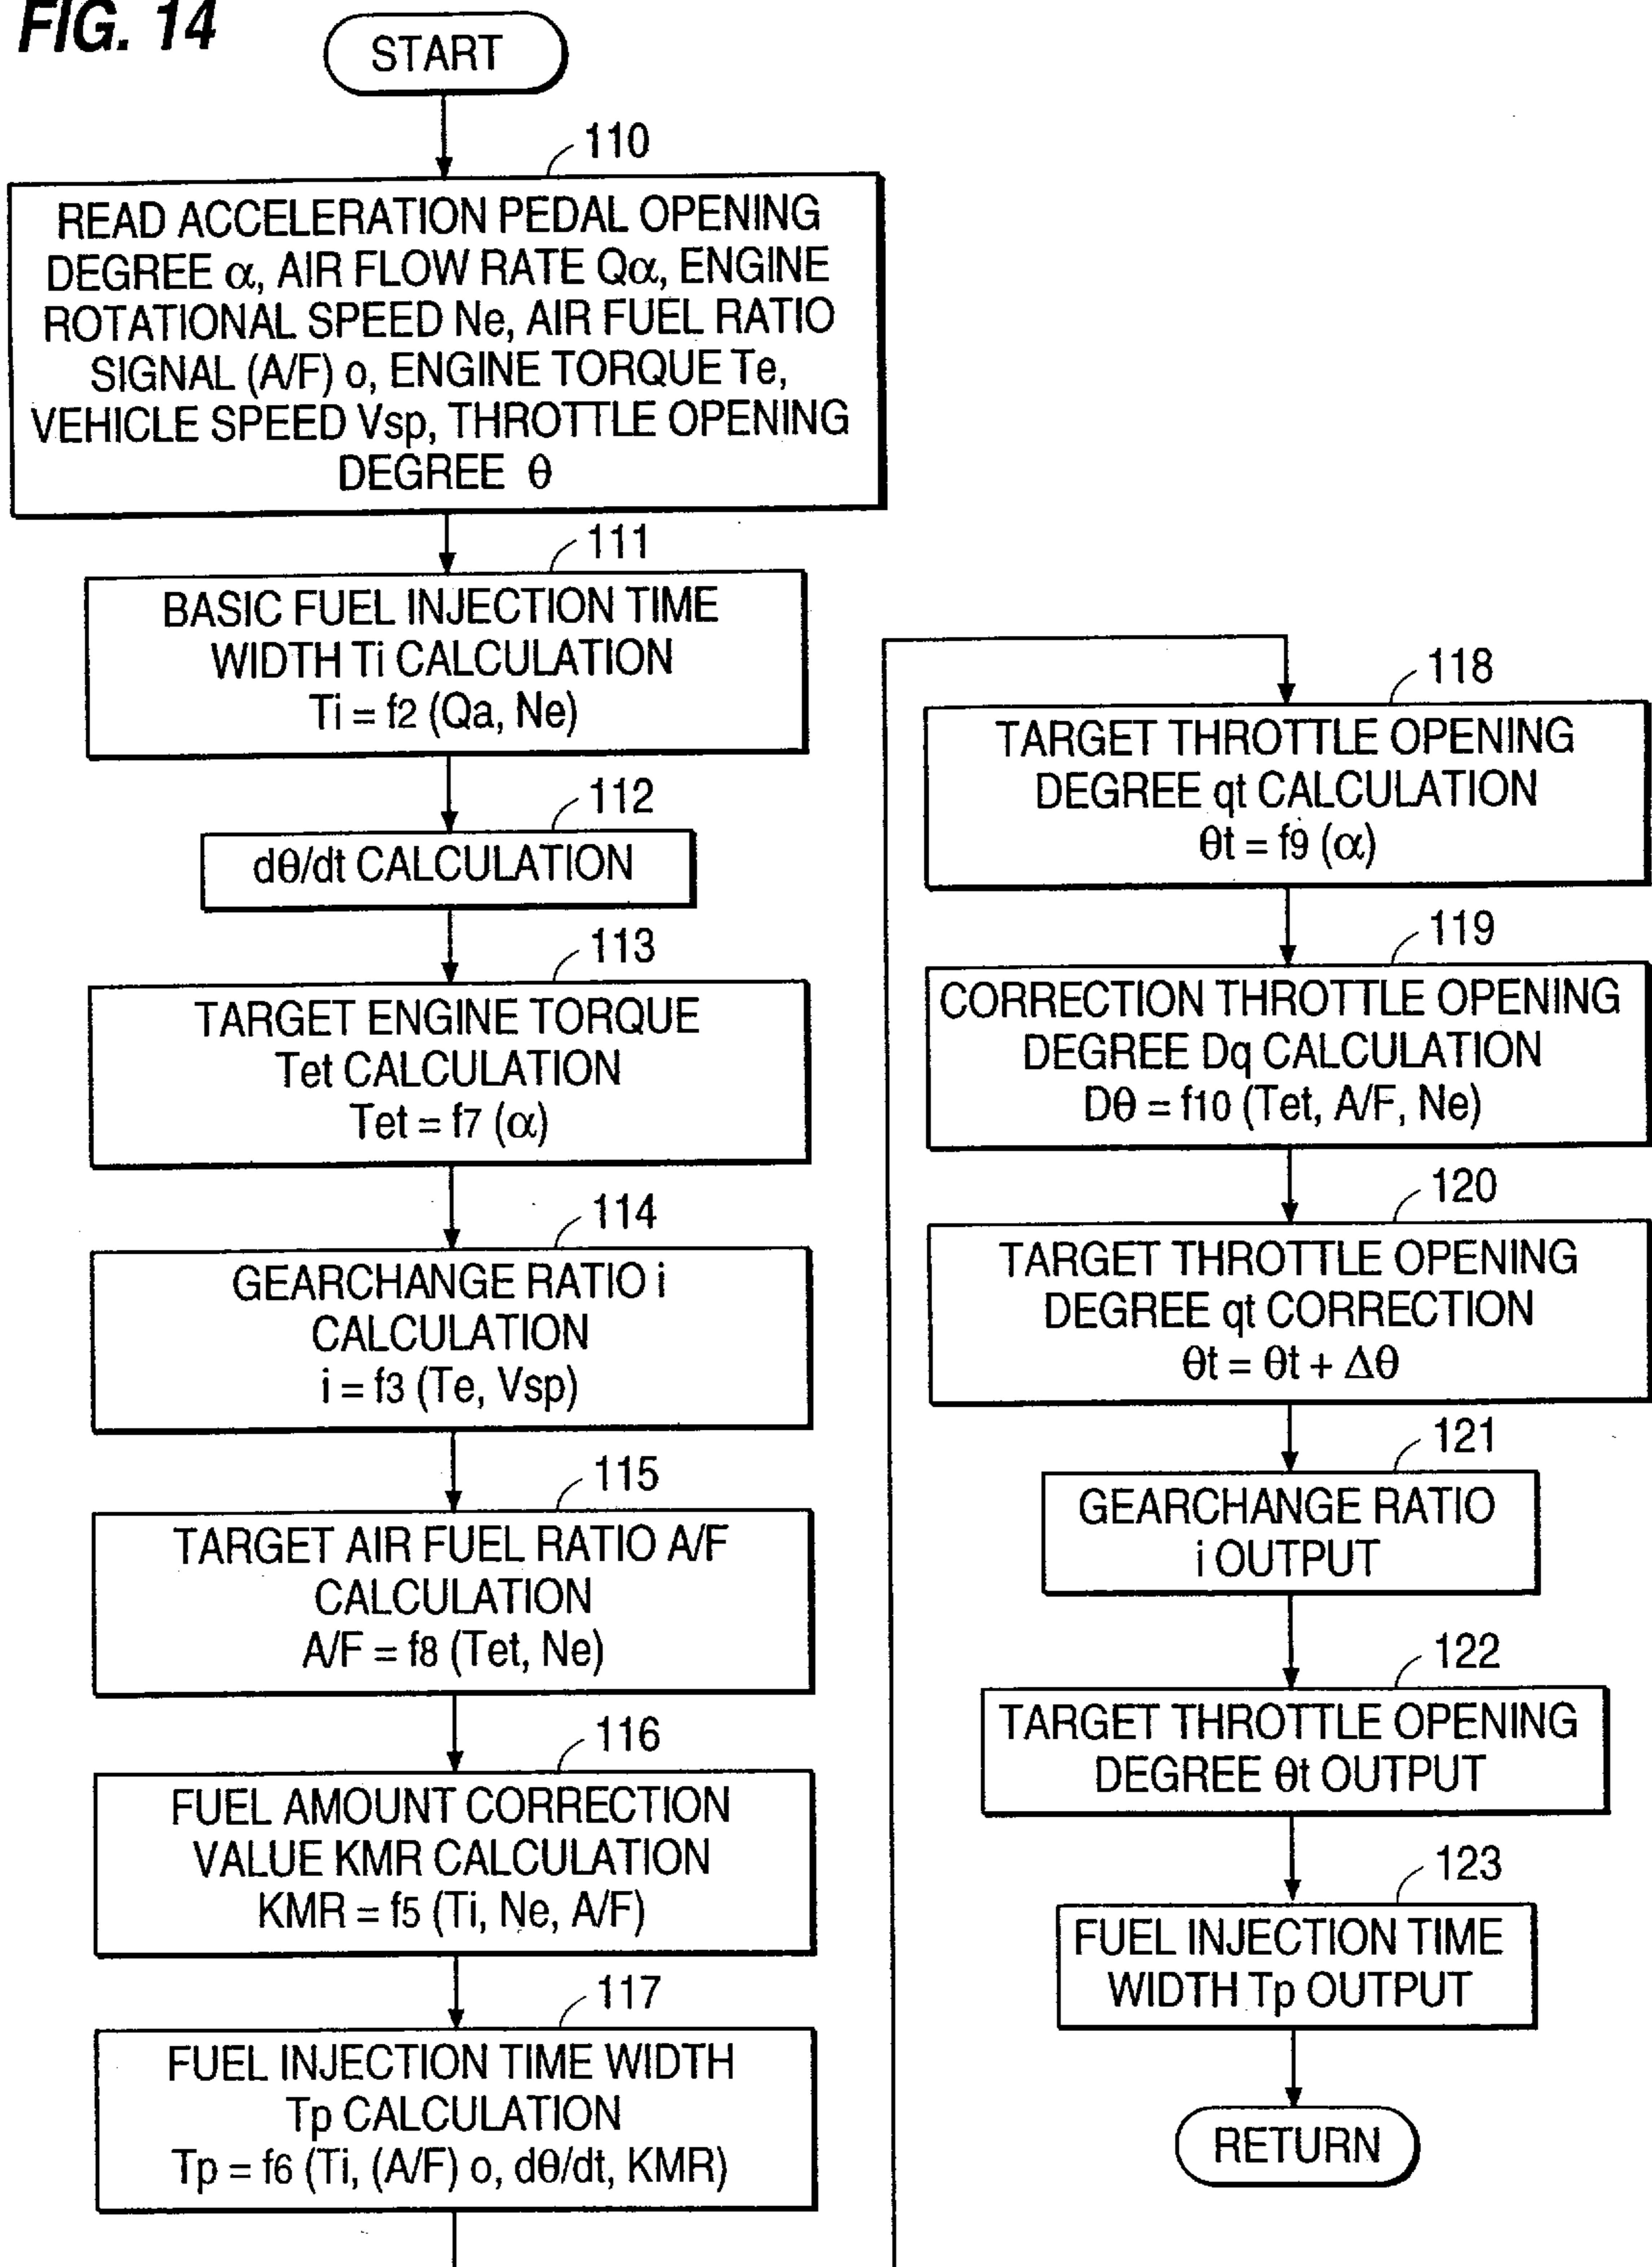 FIG. 14
START
110
READ ACCELERATION PEDAL OPENING
DEGREE α, AIR FLOW RATE Qα, ENGINE
ROTATIONAL SPEED Ne, AIR FUEL RATIO
SIGNAL (A/F) o, ENGINE TORQUE Te,
VEHICLE SPEED Vsp, THROTTLE OPENING
DEGREE θ
111
BASIC FUEL INJECTION TIME
WIDTH Ti CALCULATION
Ti = f2 (Qa, Ne)
112
dθ/dt CALCULATION
113
TARGET ENGINE TORQUE
Tet CALCULATION
Tet = f7 (α)
114
GEARCHANGE RATIO i
CALCULATION
i = f3 (Te, Vsp)
115
TARGET AIR FUEL RATIO A/F
CALCULATION
A/F = f8 (Tet, Ne)
116
FUEL AMOUNT CORRECTION
VALUE KMR CALCULATION
KMR = f5 (Ti, Ne, A/F)
117
FUEL INJECTION TIME WIDTH
Tp CALCULATION
Tp = f6 (Ti, (A/F) o, dθ/dt, KMR)
118
TARGET THROTTLE OPENING
DEGREE qt CALCULATION
θt = f9 (α)
119
CORRECTION THROTTLE OPENING
DEGREE Dq CALCULATION
Dθ = f10 (Tet, A/F, Ne)
120
TARGET THROTTLE OPENING
DEGREE qt CORRECTION
θt = θt + Δθ
121
GEARCHANGE RATIO
i OUTPUT
122
TARGET THROTTLE OPENING
DEGREE θt OUTPUT
123
FUEL INJECTION TIME
WIDTH Tp OUTPUT
RETURN